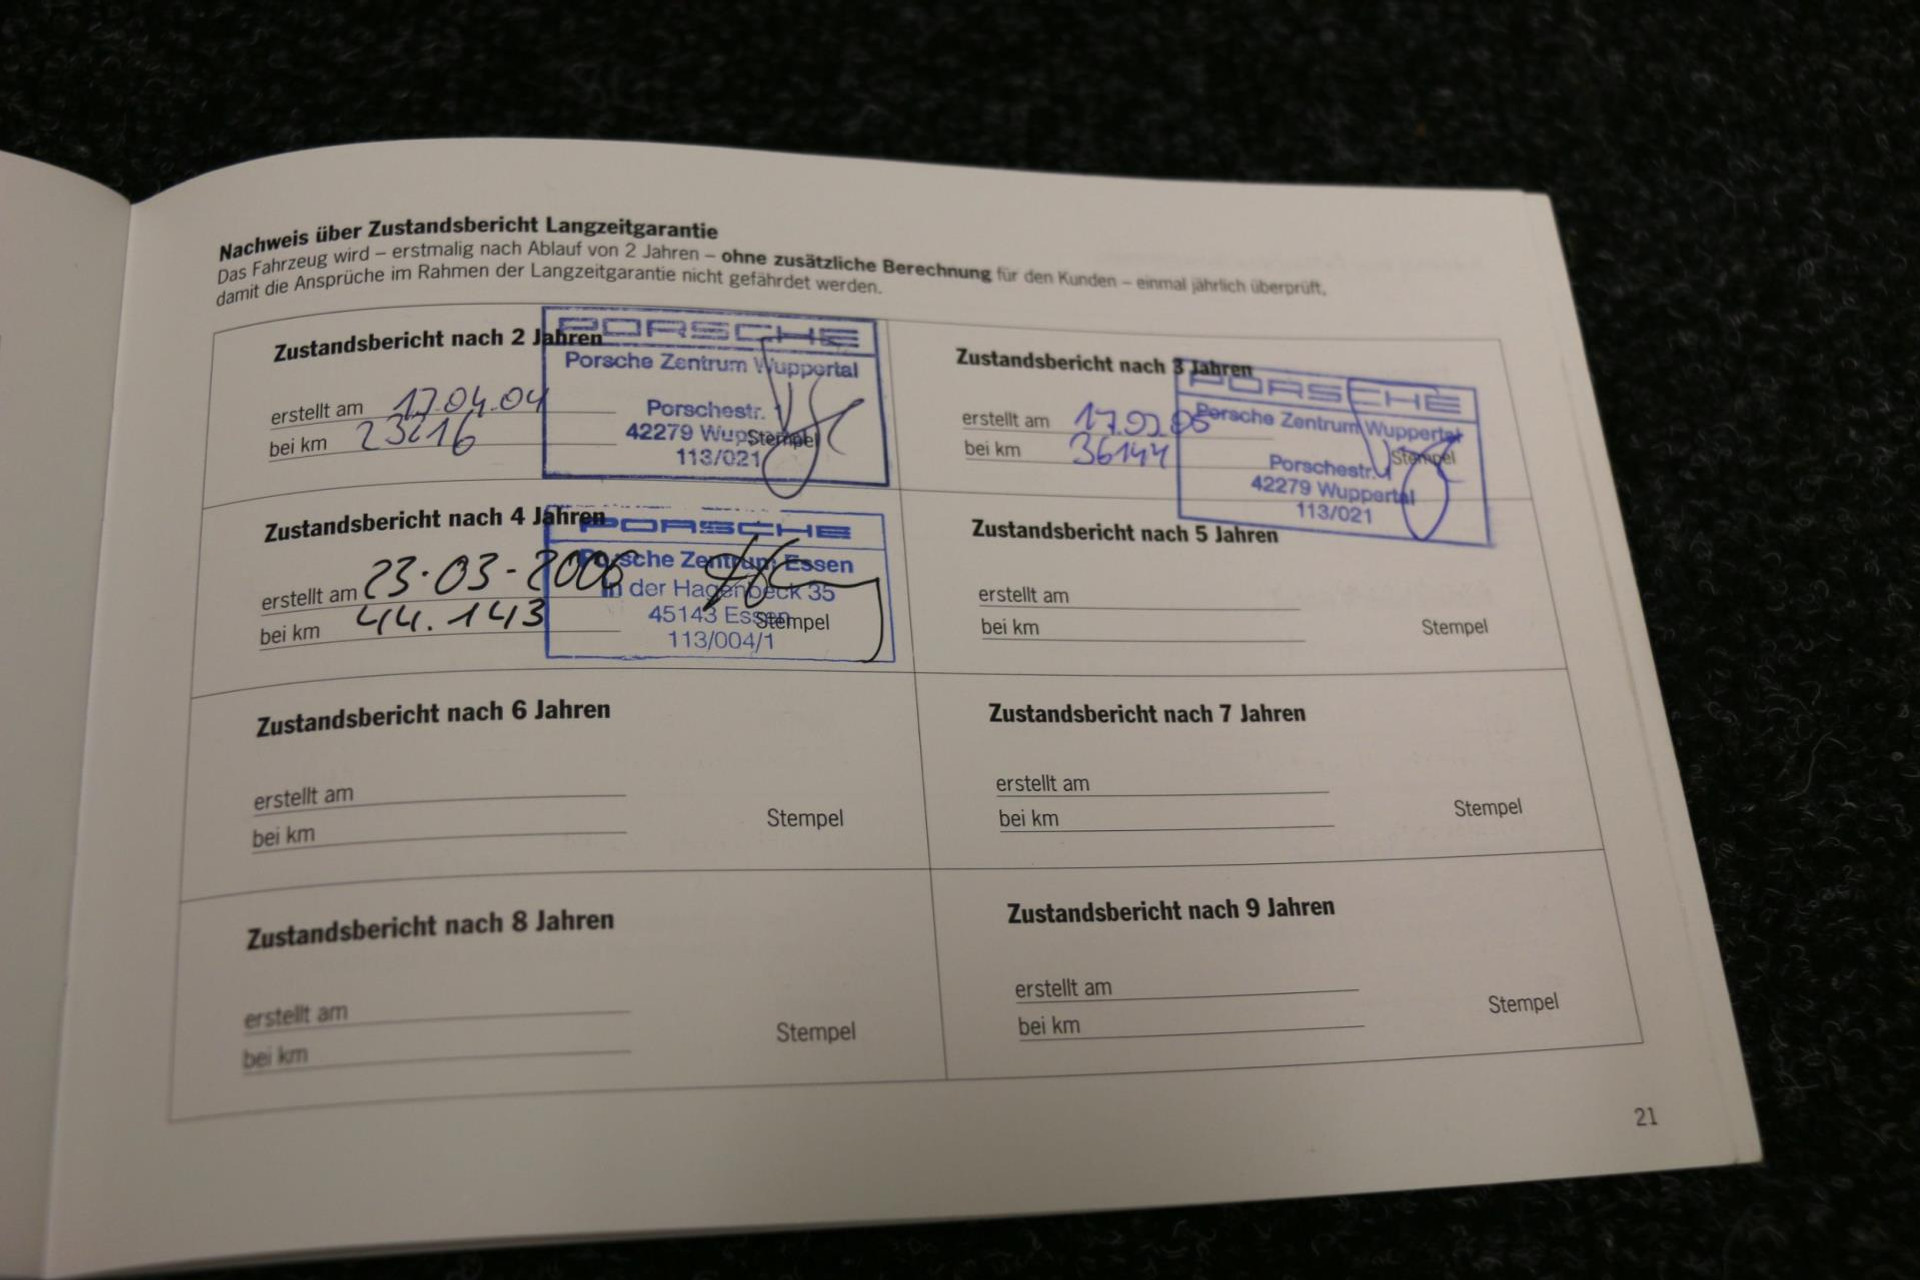 Nachweis über Zustandsbericht Langzeitgarantie
Das Fahrzeug wird – erstmalig nach Ablauf von 2 Jahren – ohne zusätzliche Berechnung für den Kunden – einmal jährlich überprüft,
damit die Ansprüche im Rahmen der Langzeitgarantie nicht gefährdet werden.
Zustandsbericht nach 2 Jahren
erstellt am 17.04.04
bei km
PORSCHE
Porsche Zentrum Wuppertal
Porschestr. 1
42279 Wuppertal
113/021
Stempel
Zustandsbericht nach 3 Jahren
erstellt am
bei km 36144
PORSCHE
Porsche Zentrum Wuppertal
Porschestr.
42279 Wuppertal
113/021
Stempel
Zustandsbericht nach 4 Jahren
erstellt am 23.03-2006
bei km 44.143
PORSCHE
Porsche Zentrum Essen
In der Hagenbeck 35
45143 Essen
113/004/1
Stempel
Zustandsbericht nach 5 Jahren
erstellt am
bei km
Stempel
Zustandsbericht nach 6 Jahren
erstellt am
bei km
Stempel
Zustandsbericht nach 7 Jahren
erstellt am
bei km
Stempel
Zustandsbericht nach 8 Jahren
erstellt am
bei km
Stempel
Zustandsbericht nach 9 Jahren
erstellt am
bei km
Stempel
21